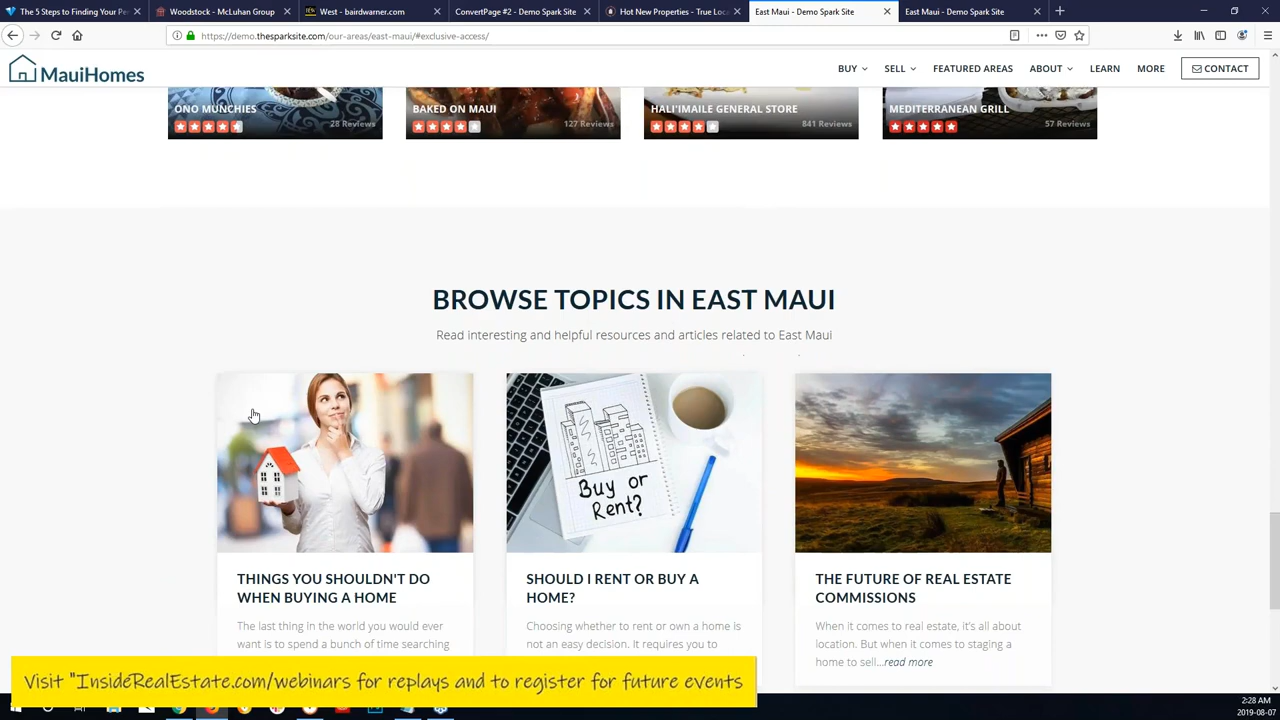 The 5 Steps to Finding Your Pe
Woodstock - McLuhan Group
West - bairdwarner.com
ConvertPage #2 - Demo Spark Site
Hot New Properties - True Loc
East Maui - Demo Spark Site
East Maui - Demo Spark Site
https://demo.thesparksite.com/our-areas/east-maui/#exclusive-access/
MauiHomes
BUY
SELL
FEATURED AREAS
ABOUT
LEARN
MORE
CONTACT
ONO MUNCHIES
28 Reviews
BAKED ON MAUI
127 Reviews
HALI'IMAILE GENERAL STORE
841 Reviews
MEDITERRANEAN GRILL
57 Reviews
BROWSE TOPICS IN EAST MAUI
Read interesting and helpful resources and articles related to East Maui
Buy or
Rent?
THINGS YOU SHOULDN'T DO
WHEN BUYING A HOME
The last thing in the world you would ever
want is to spend a bunch of time searching
SHOULD I RENT OR BUY A
HOME?
Choosing whether to rent or own a home is
not an easy decision. It requires you to
THE FUTURE OF REAL ESTATE
COMMISSIONS
When it comes to real estate, it's all about
location. But when it comes to staging a
home to sell...read more
Visit "InsideRealEstate.com/webinars for replays and to register for future events
2:28 AM
2019-08-07